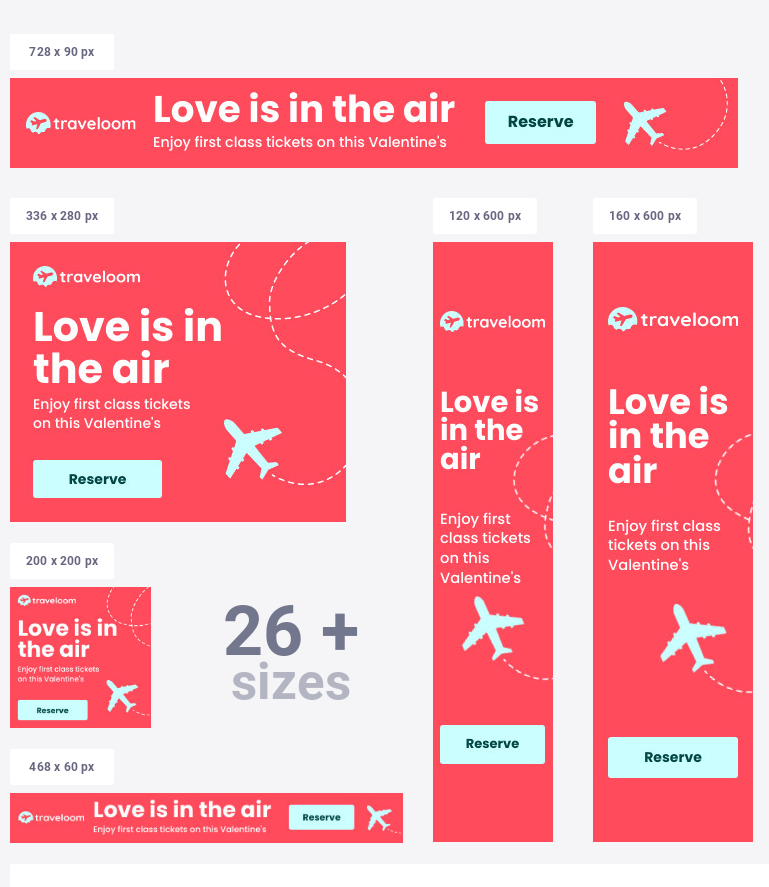 728 x 90 px
traveloom
Love is in the air
Enjoy first class tickets on this Valentine's
Reserve
336 x 280 px
traveloom
Love is in
the air
Enjoy first class tickets
on this Valentine's
Reserve
120 x 600 px
traveloom
Love is
in the
air
Enjoy first
class tickets
on this
Valentine's
Reserve
160 x 600 px
traveloom
Love is
in the
air
Enjoy first class
tickets on this
Valentine's
Reserve
200 x 200 px
traveloom
Love is in
the air
Enjoy first class tickets
on this Valentine's
Reserve
26 +
sizes
468 x 60 px
traveloom
Love is in the air
Enjoy first class tickets on this Valentine's
Reserve